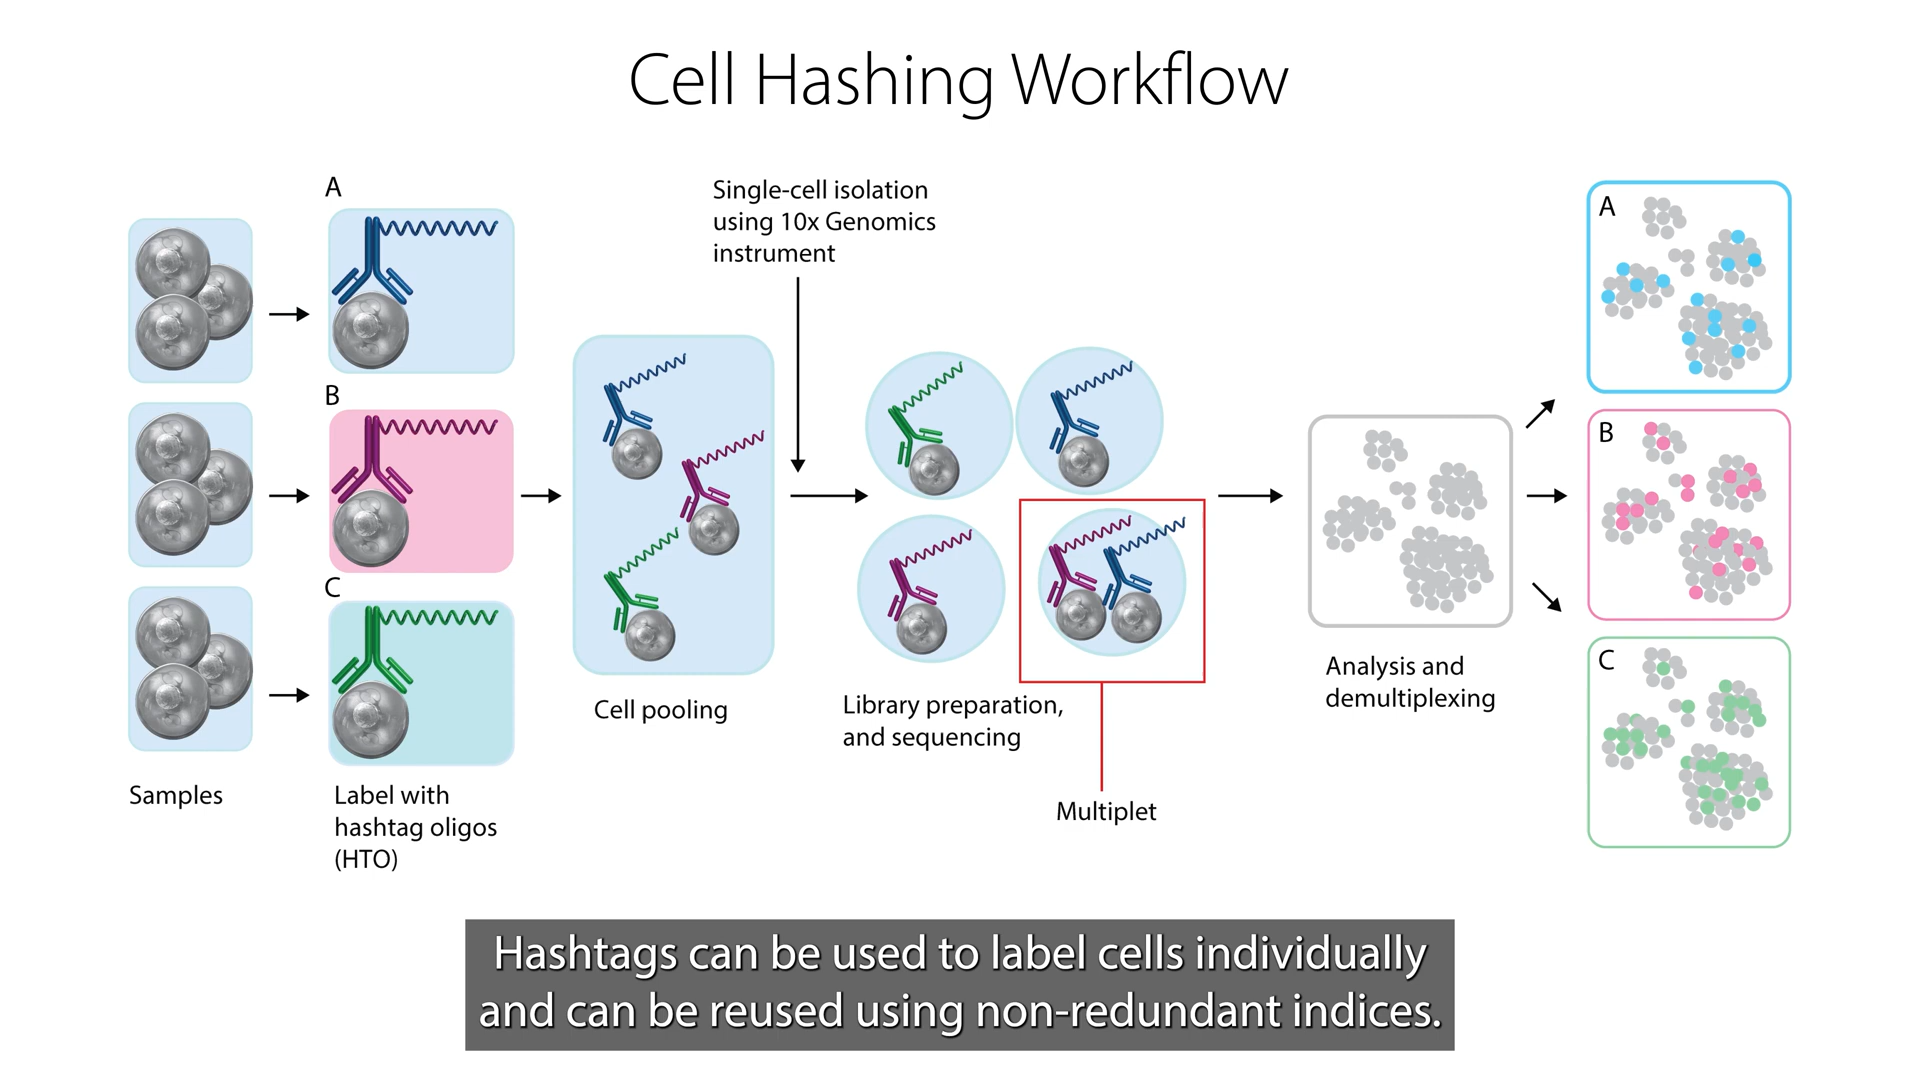 Cell Hashing Workflow
A
B
C
Samples
Label with
hashtag oligos
(HTO)
Cell pooling
Single-cell isolation
using 10x Genomics
instrument
Library preparation,
and sequencing
Multiplet
Analysis and
demultiplexing
A
B
C
Hashtags can be used to label cells individually
and can be reused using non-redundant indices.